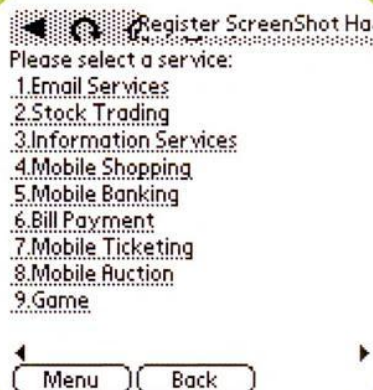 Register ScreenShot Ha
Please select a service:
1.Email Services
2.Stock Trading
3.Information Services
4.Mobile Shopping
5.Mobile Banking
6.Bill Payment
7.Mobile Ticketing
8.Mobile Auction
9.Game
Menu Back